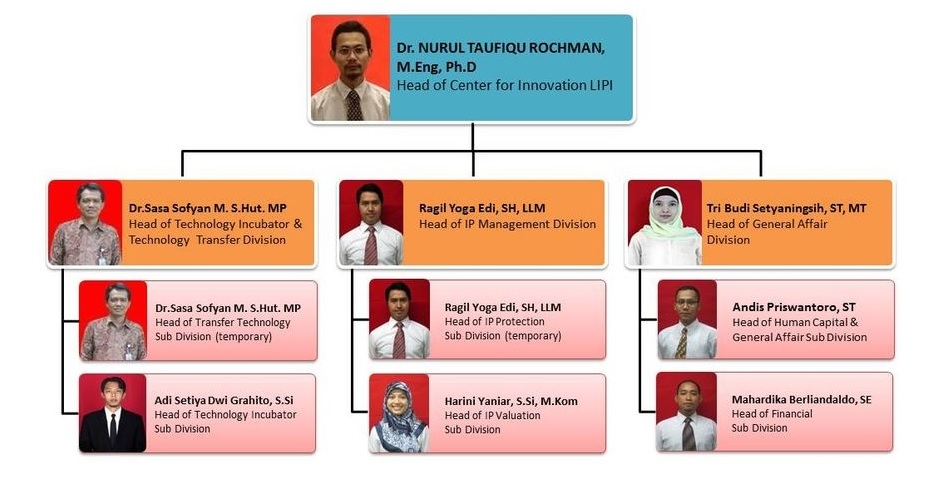 Dr. NURUL TAUFIQU ROCHMAN,
M.Eng, Ph.D
Head of Center for Innovation LIPI
Dr.Sasa Sofyan M. S.Hut. MP
Head of Technology Incubator &
Technology Transfer Division
Ragil Yoga Edi, SH, LLM
Head of IP Management Division
Tri Budi Setyaningsih, ST, MT
Head of General Affair
Division
Dr.Sasa Sofyan M. S.Hut. MP
Head of Transfer Technology
Sub Division (temporary)
Ragil Yoga Edi, SH, LLM
Head of IP Protection
Sub Division (temporary)
Andis Priswantoro, ST
Head of Human Capital &
General Affair Sub Division
Adi Setiya Dwi Grahito, S.Si
Head of Technology Incubator
Sub Division
Harini Yaniar, S.Si, M.Kom
Head of IP Valuation
Sub Division
Mahardika Berliandaldo, SE
Head of Financial
Sub Division